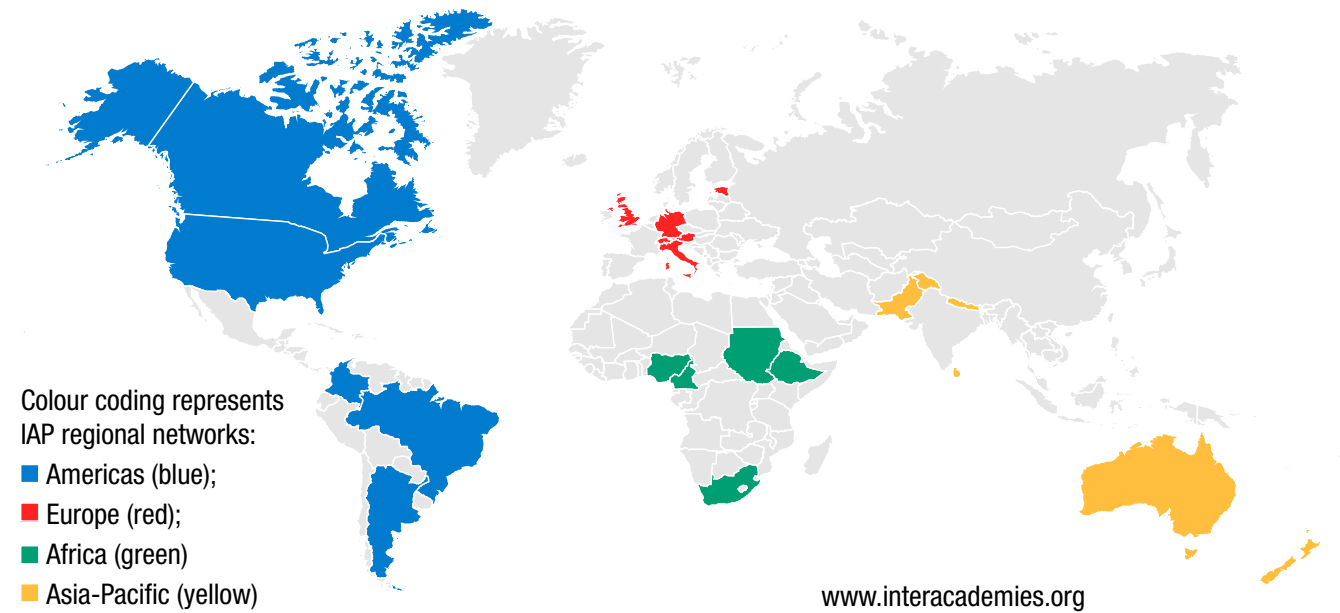 Colour coding represents
IAP regional networks:
Americas (blue);
Europe (red);
Africa (green)
Asia-Pacific (yellow)
www.interacademies.org